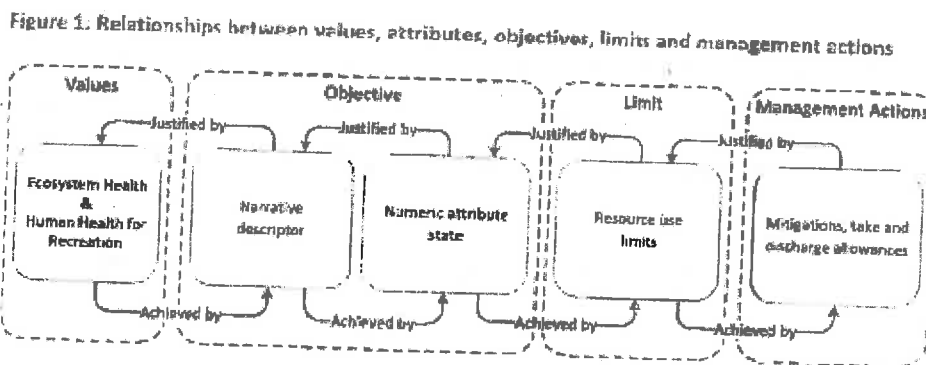 Figure 1: Relationships between values, attributes, objectives, limits and management actions
Values
Objective
Limit
Management Actions
Justified by
Justified by
Justified by
Justified by
Ecosystem Health
&
Human Health for
Recreation
Narrative
descriptor
Numeric attribute
state
Resource use
limits
Mitigations, take and
discharge allowances
Achieved by
Achieved by
Achieved by
Achieved by